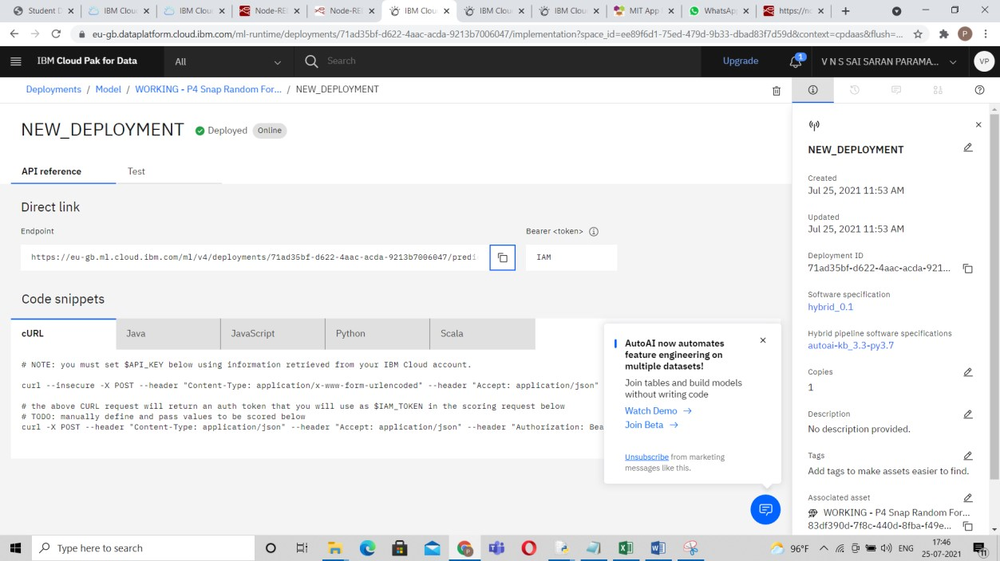 Student D
IBM Clou
IBM Clou
Node-RE
Node-RE
IBM Clou
IBM Clou
IBM Clou
MIT App
WhatsAp
https://n
eu-gb.dataplatform.cloud.ibm.com/ml-runtime/deployments/71ad35bf-d622-4aac-acda-9213b7006047/implementation?space_id=ee89f6d1-75ed-479d-9b33-dbad83f7d59d&context=cpdaas&flush=...
P
IBM Cloud Pak for Data
All
Search
Upgrade
1
V N S SAI SARAN PARAMA...
VP
Deployments / Model / WORKING - P4 Snap Random For... / NEW_DEPLOYMENT
NEW_DEPLOYMENT
Deployed
Online
API reference
Test
Direct link
Endpoint
Bearer <token>
https://eu-gb.ml.cloud.ibm.com/ml/v4/deployments/71ad35bf-d622-4aac-acda-9213b7006047/predi
IAM
Code snippets
cURL
Java
JavaScript
Python
Scala
# NOTE: you must set $API_KEY below using information retrieved from your IBM Cloud account.
curl --insecure -X POST --header "Content-Type: application/x-www-form-urlencoded" --header "Accept: application/json"
# the above CURL request will return an auth token that you will use as $IAM_TOKEN in the scoring request below
# TODO: manually define and pass values to be scored below
curl -X POST --header "Content-Type: application/json" --header "Accept: application/json" --header "Authorization: Bea
AutoAI now automates
feature engineering on
multiple datasets!
Join tables and build models
without writing code
Watch Demo
Join Beta
Unsubscribe from marketing
messages like this.
NEW_DEPLOYMENT
Created
Jul 25, 2021 11:53 AM
Updated
Jul 25, 2021 11:53 AM
Deployment ID
71ad35bf-d622-4aac-acda-921...
Software specification
hybrid_0.1
Hybrid pipeline software specifications
autoai-kb_3.3-py3.7
Copies
1
Description
No description provided.
Tags
Add tags to make assets easier to find.
Associated asset
WORKING - P4 Snap Random For...
83df390d-7f8c-440d-8fba-f49e...
Type here to search
96°F
ENG
17:46
25-07-2021
11